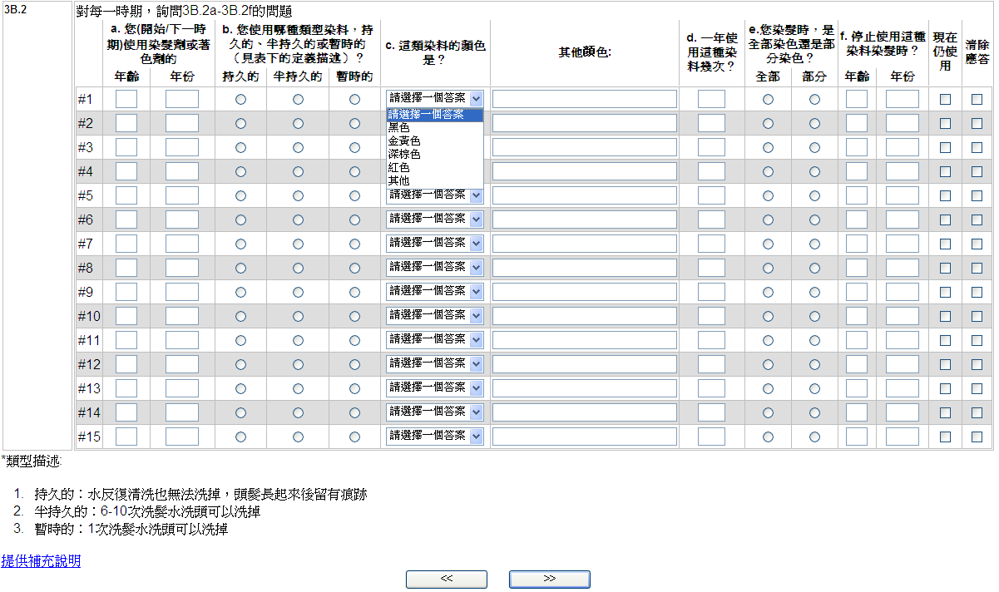 3B.2
對每一時期，詢問3B.2a-3B.2f的問題
a. 您(開始/下一時
期)使用染髮劑或著
色劑的
年齡 年份
b. 您使用哪種類型染料，持
久的、半持久的或暫時的
（見表下的定義描述）？
持久的 半持久的 暫時的
c. 這類染料的顏色
是？
其他顏色:
d. 一年使
用這種染
料幾次？
e.您染髮時，是
全部染色還是部
分染色？
全部 部分
f. 停止使用這種
染料染髮時？
年齡 年份
現在
仍使
用
清除
應答
#1 請選擇一個答案
請選擇一個答案
黑色
金黃色
深棕色
紅色
其他
#2
#3
#4
#5 請選擇一個答案
#6 請選擇一個答案
#7 請選擇一個答案
#8 請選擇一個答案
#9 請選擇一個答案
#10 請選擇一個答案
#11 請選擇一個答案
#12 請選擇一個答案
#13 請選擇一個答案
#14 請選擇一個答案
#15 請選擇一個答案
*類型描述:
1. 持久的：水反復清洗也無法洗掉，頭髮長起來後留有痕跡
2. 半持久的：6-10次洗髮水洗頭可以洗掉
3. 暫時的：1次洗髮水洗頭可以洗掉
提供補充說明
<< >>